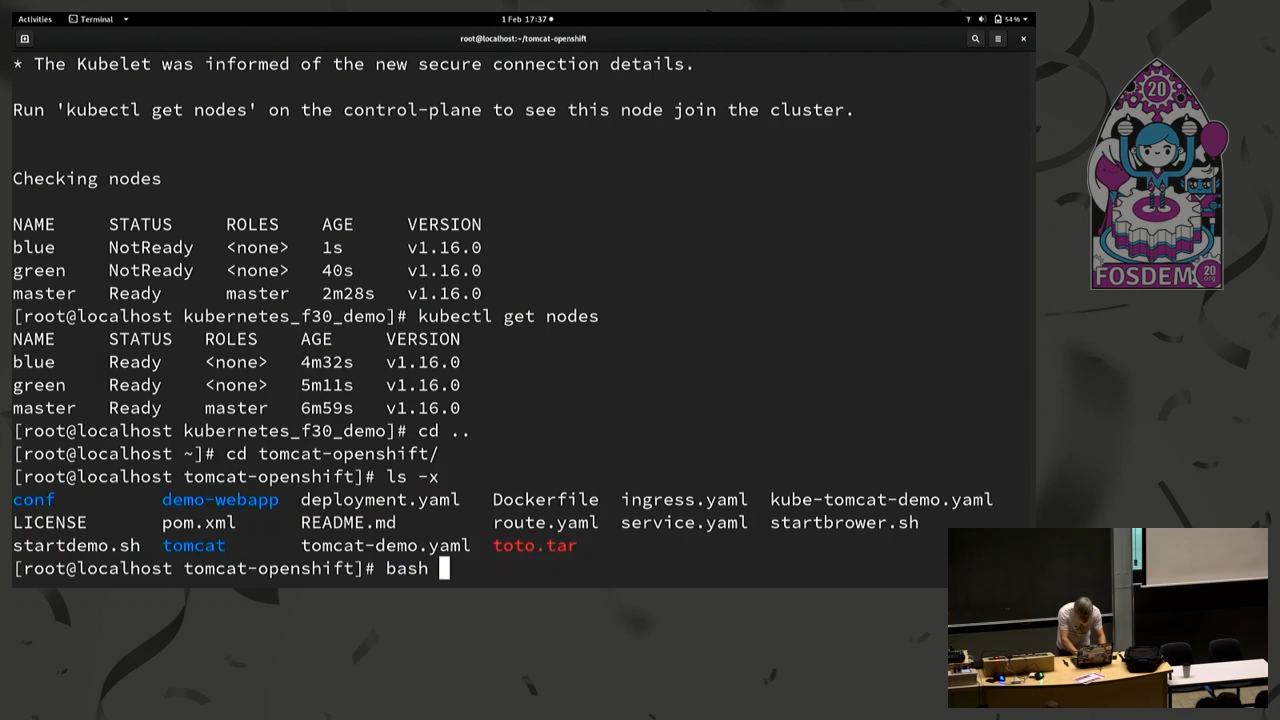 Activities Terminal 1 Feb 17:37 54 %
root@localhost:~/tomcat-openshift
* The Kubelet was informed of the new secure connection details.
Run 'kubectl get nodes' on the control-plane to see this node join the cluster.
Checking nodes
NAME STATUS ROLES AGE VERSION
blue NotReady <none> 1s v1.16.0
green NotReady <none> 40s v1.16.0
master Ready master 2m28s v1.16.0
[root@localhost kubernetes_f30_demo]# kubectl get nodes
NAME STATUS ROLES AGE VERSION
blue Ready <none> 4m32s v1.16.0
green Ready <none> 5m11s v1.16.0
master Ready master 6m59s v1.16.0
[root@localhost kubernetes_f30_demo]# cd ..
[root@localhost ~]# cd tomcat-openshift/
[root@localhost tomcat-openshift]# ls -x
conf demo-webapp deployment.yaml Dockerfile ingress.yaml kube-tomcat-demo.yaml
LICENSE pom.xml README.md route.yaml service.yaml startbrower.sh
startdemo.sh tomcat tomcat-demo.yaml toto.tar
[root@localhost tomcat-openshift]# bash
20
FOSDEM 20 .org